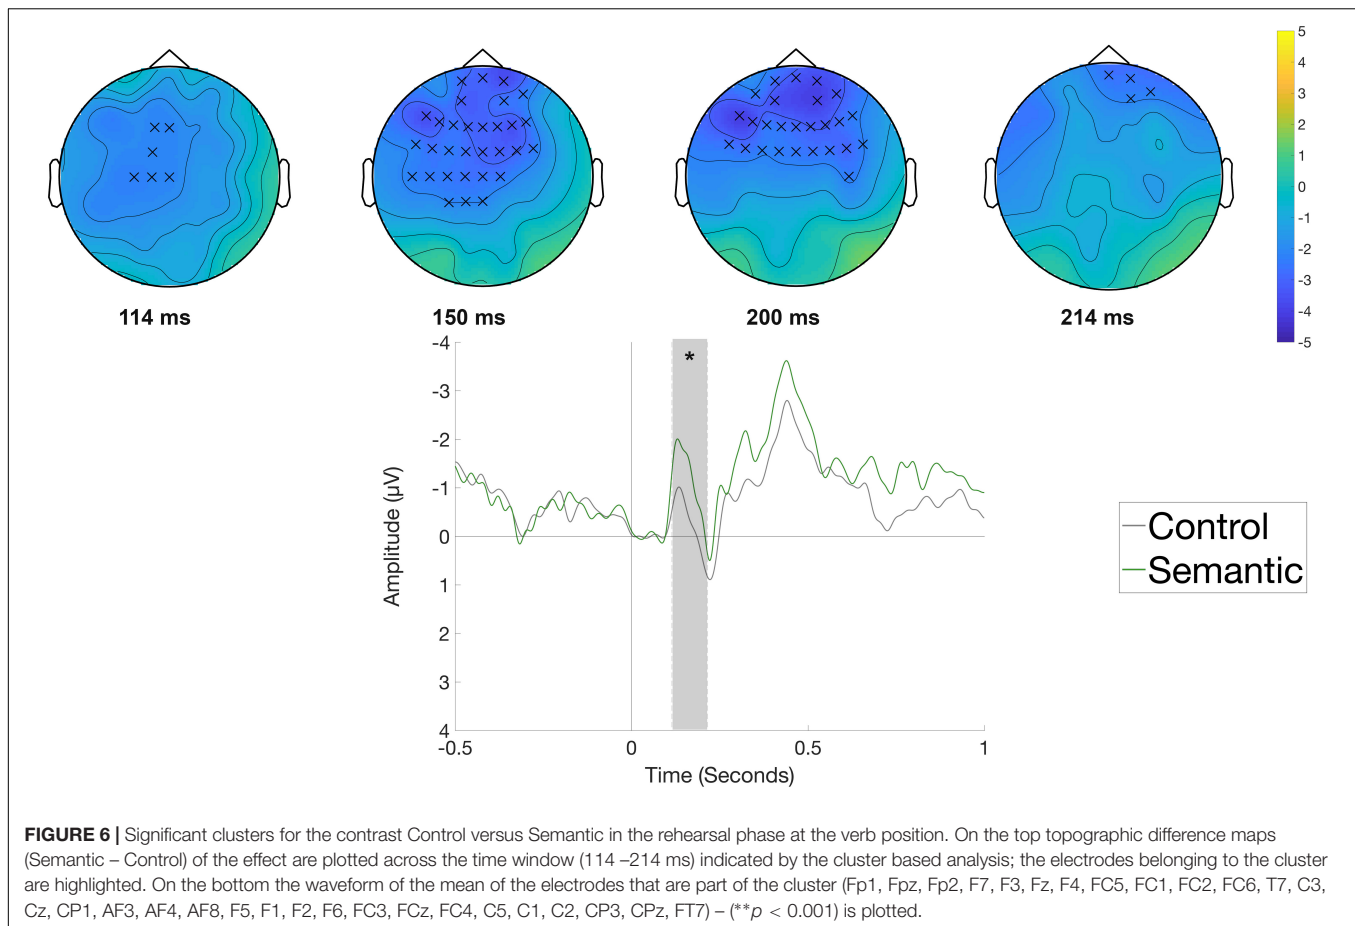 5
4
3
2
1
0
-1
-2
-3
-4
-5
114 ms
150 ms
200 ms
214 ms
-4
-3
-2
-1
0
1
2
3
4
*
Amplitude (µV)
-0.5
0
0.5
1
Time (Seconds)
Control
Semantic
FIGURE 6 | Significant clusters for the contrast Control versus Semantic in the rehearsal phase at the verb position. On the top topographic difference maps
(Semantic – Control) of the effect are plotted across the time window (114 –214 ms) indicated by the cluster based analysis; the electrodes belonging to the cluster
are highlighted. On the bottom the waveform of the mean of the electrodes that are part of the cluster (Fp1, Fpz, Fp2, F7, F3, Fz, F4, FC5, FC1, FC2, FC6, T7, C3,
Cz, CP1, AF3, AF4, AF8, F5, F1, F2, F6, FC3, FCz, FC4, C5, C1, C2, CP3, CPz, FT7) – (**p < 0.001) is plotted.